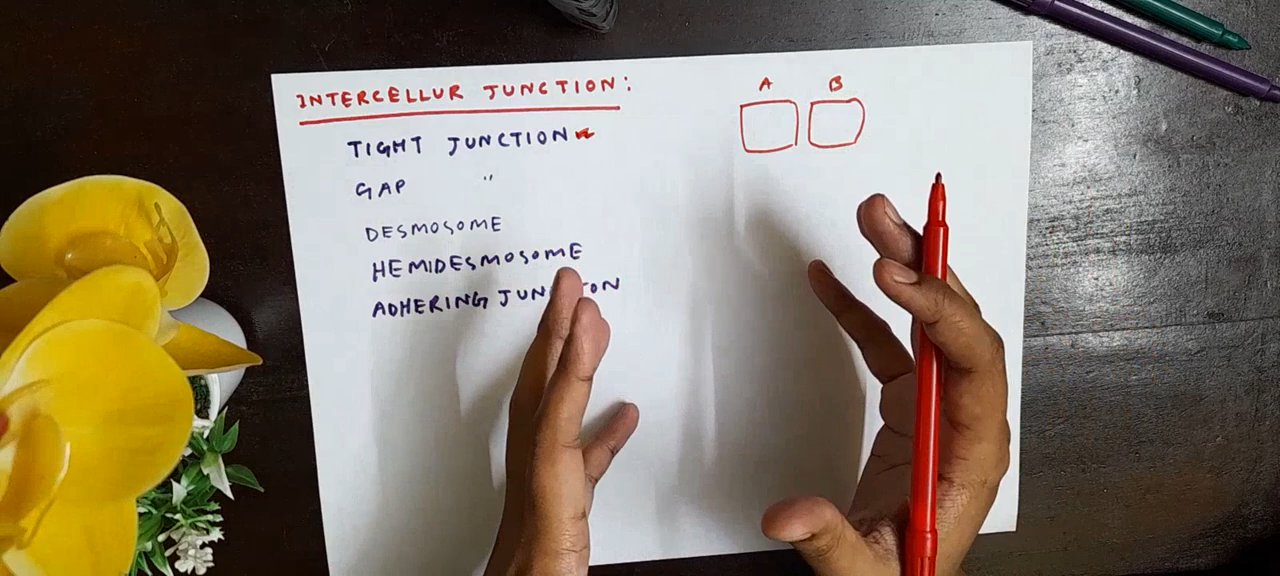 INTERCELLUR JUNCTION:
TIGHT JUNCTION
GAP "
DESMOSOME
HEMIDESMOSOME
ADHERING
A B